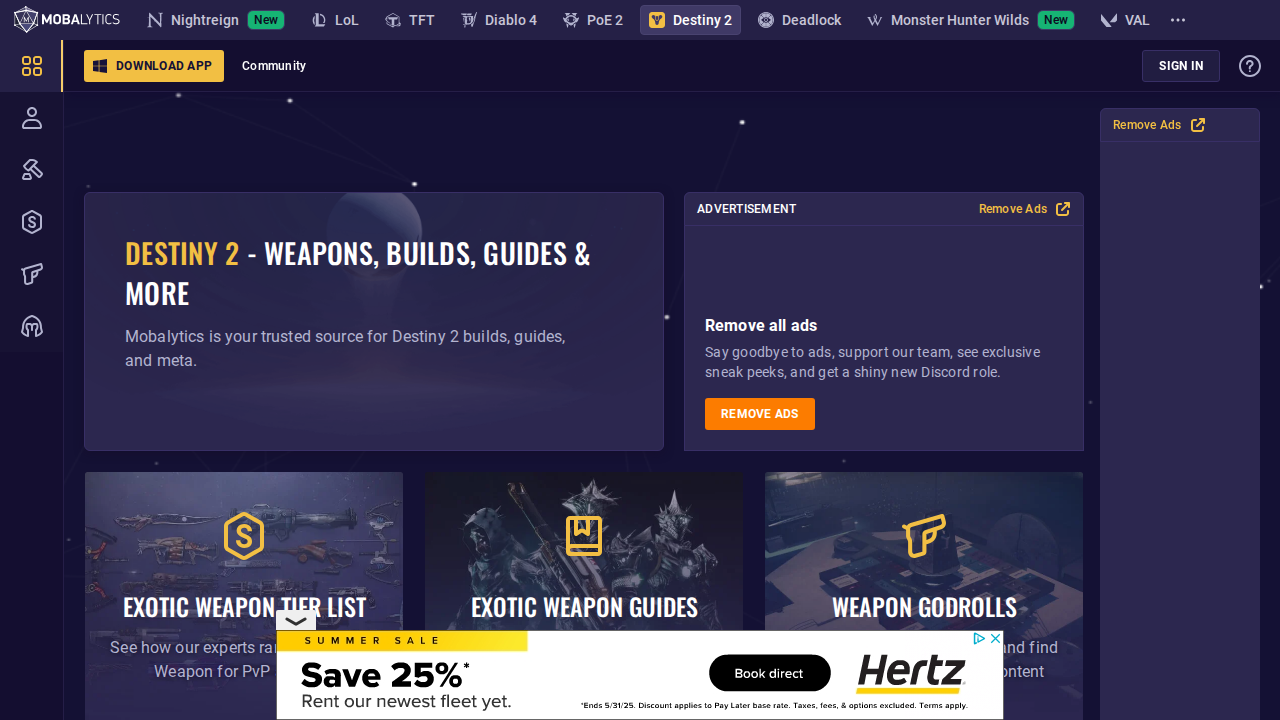 MOBALYTICS
Nightreign New
LoL
TFT
Diablo 4
PoE 2
Destiny 2
Deadlock
Monster Hunter Wilds New
VAL
DOWNLOAD APP
Community
SIGN IN
Remove Ads
DESTINY 2 - WEAPONS, BUILDS, GUIDES &
MORE
Mobalytics is your trusted source for Destiny 2 builds, guides,
and meta.
ADVERTISEMENT
Remove Ads
Remove all ads
Say goodbye to ads, support our team, see exclusive
sneak peeks, and get a shiny new Discord role.
REMOVE ADS
EXOTIC WEAPON TIER LIST
See how our experts
Weapon for PvP
EXOTIC WEAPON GUIDES
WEAPON GODROLLS
and find
SUMMER SALE
Save 25%*
Rent our newest fleet yet.
Book direct
Hertz
*Ends 5/31/25. Discount applies to Pay Later base rate. Taxes, fees, & options excluded. Terms apply.